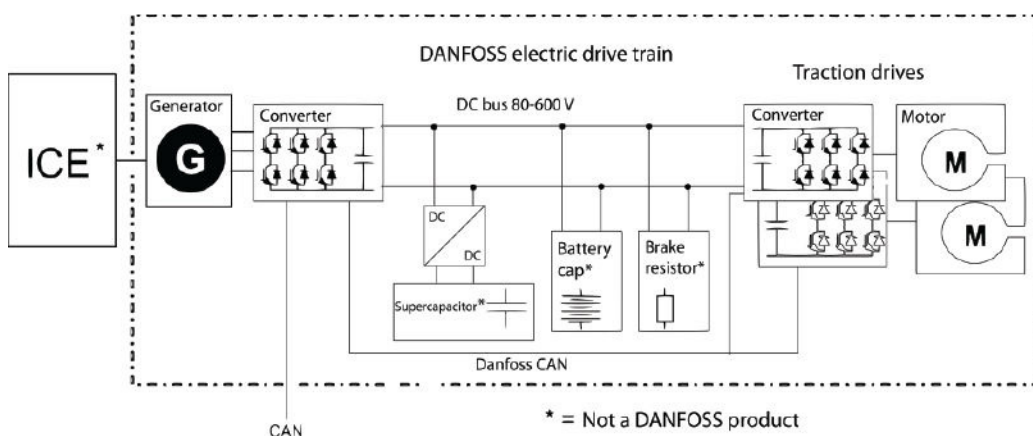 DANFOSS electric drive train
Traction drives
DC bus 80-600 V
ICE*
Generator
G
Converter
Converter
Motor
M
M
DC
DC
Supercapacitor*
Battery
cap*
Brake
resistor*
Danfoss CAN
CAN
* = Not a DANFOSS product